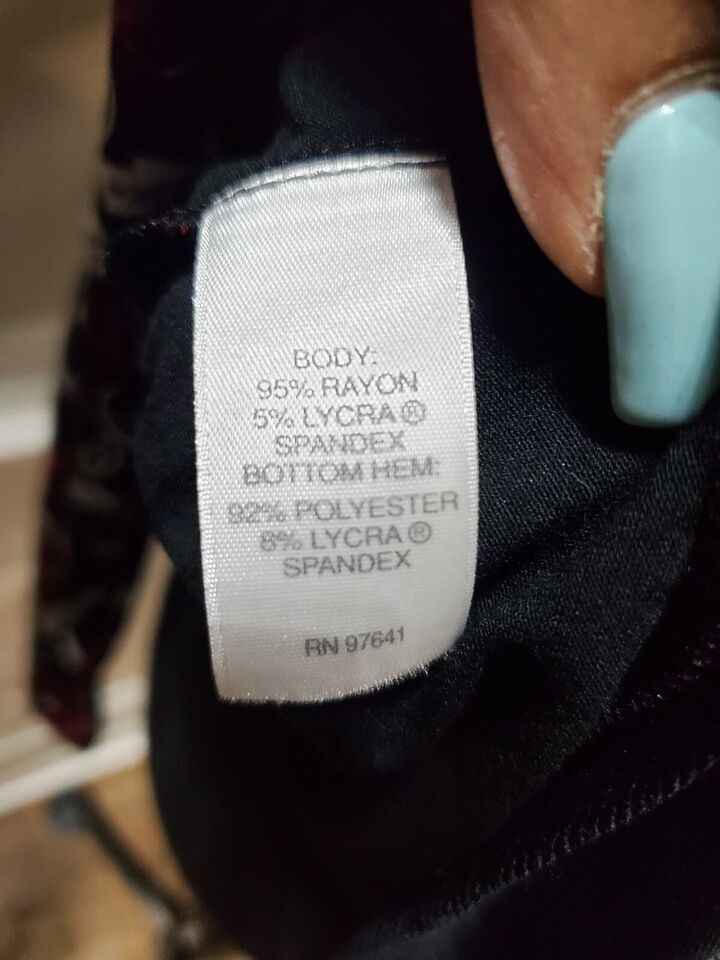 BODY:
95% RAYON
5% LYCRA®
SPANDEX
BOTTOM HEM:
92% POLYESTER
8% LYCRA®
SPANDEX
RN 97641